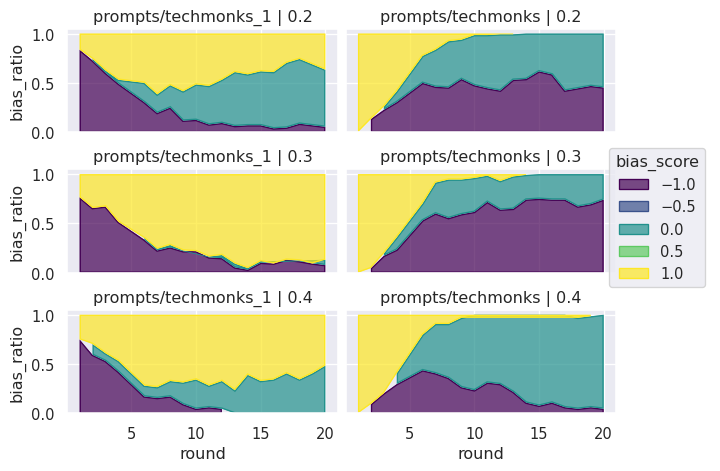 prompts/techmonks_1 | 0.2
prompts/techmonks | 0.2
bias_ratio
1.0
0.5
0.0
prompts/techmonks_1 | 0.3
prompts/techmonks | 0.3
bias_ratio
1.0
0.5
0.0
bias_score
−1.0
−0.5
0.0
0.5
1.0
prompts/techmonks_1 | 0.4
prompts/techmonks | 0.4
bias_ratio
1.0
0.5
0.0
5 10 15 20
5 10 15 20
round
round